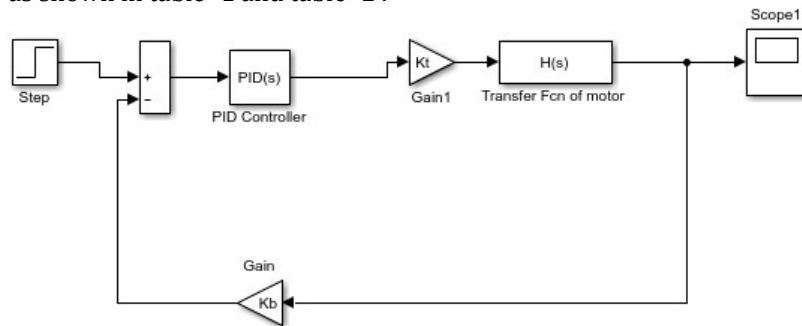 as shown in table -1 and table -2 .
Scope1
+
−
PID(s)
Kt
H(s)
Step
PID Controller
Gain1
Transfer Fcn of motor
Gain
Kb